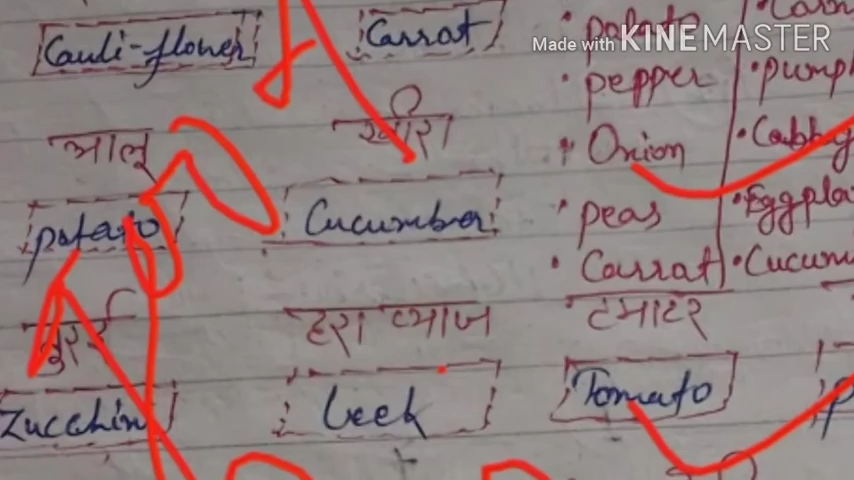 Cauli-flower Carrat
Made with KINEMASTER
• potato
• pepper
• Onion
• peas
• Carrat • Cucum
आलू खीरा
potato Cucumber
तुरई हरा प्याज टमाटर
Zucchin Leek Tomato